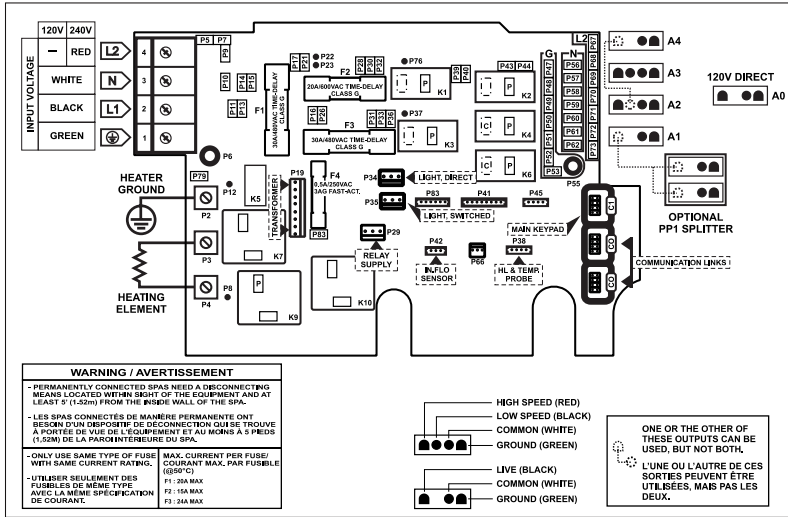 120V 240V
INPUT VOLTAGE
– RED L2 4
WHITE N 3
BLACK L1 2
GREEN 1
P5 P7
P9
P10
P14
P15
P11
P13
P17
P21
P22
P23
F1
30A/480VAC TIME-DELAY
CLASS G
F2
20A/600VAC TIME-DELAY
CLASS G
P28
P30
P32
P76
K1
P
P39
P40
P43 P44
K2
P
P16
P26
F3
30A/480VAC TIME-DELAY
CLASS G
P31
P33
P36
P37
K3
P
C
P
K4
C
P
K6
G
P47
P48
P49
P50
P51
P52
P53
N
P56
P57
P58
P59
P60
P61
P62
P55
L2
P67
P68
P69
P70
P71
P72
P73
A4
A3
A2
A1
120V DIRECT
A0
OPTIONAL
PP1 SPLITTER
P6
P79
P12
HEATER
GROUND
P2
P3
P4
HEATING
ELEMENT
P8
K5
K7
P
K9
K10
P19
TRANSFORMER
F4
0,5A/250VAC
3AG FAST-ACT.
P83
P34
LIGHT, DIRECT
P35
LIGHT, SWITCHED
P29
RELAY
SUPPLY
P83
P41
P45
P42
IN.FLO
SENSOR
P66
P38
HL & TEMP.
PROBE
MAIN KEYPAD
C1
CO
CO
COMMUNICATION LINKS
WARNING / AVERTISSEMENT
- PERMANENTLY CONNECTED SPAS NEED A DISCONNECTING
MEANS LOCATED WITHIN SIGHT OF THE EQUIPMENT AND AT
LEAST 5' (1-52m) FROM THE INSIDE WALL OF THE SPA-
- LES SPAS CONNECTÉS DE MANIÈRE PERMANENTE ONT
BESOIN D'UN DISPOSITIF DE DÉCONNECTION QUI SE TROUVE
À PORTÉE DE VUE DE L'ÉQUIPEMENT ET AU MOINS À 5 PIEDS
(1,52M) DE LA PAROI INTÉRIEURE DU SPA.
- ONLY USE SAME TYPE OF FUSE
WITH SAME CURRENT RATING.
- UTILISER SEULEMENT DES
FUSIBLES DE MÊME TYPE
AVEC LA MÊME SPÉCIFICATION
DE COURANT.
MAX. CURRENT PER FUSE/
COURANT MAX. PAR FUSIBLE
(@50°C)
F1 : 20A MAX
F2 : 15A MAX
F3 : 24A MAX
HIGH SPEED (RED)
LOW SPEED (BLACK)
COMMON (WHITE)
GROUND (GREEN)
LIVE (BLACK)
COMMON (WHITE)
GROUND (GREEN)
ONE OR THE OTHER OF
THESE OUTPUTS CAN BE
USED, BUT NOT BOTH.
L'UNE OU L'AUTRE DE CES
SORTIES PEUVENT ÊTRE
UTILISÉES, MAIS PAS LES
DEUX.